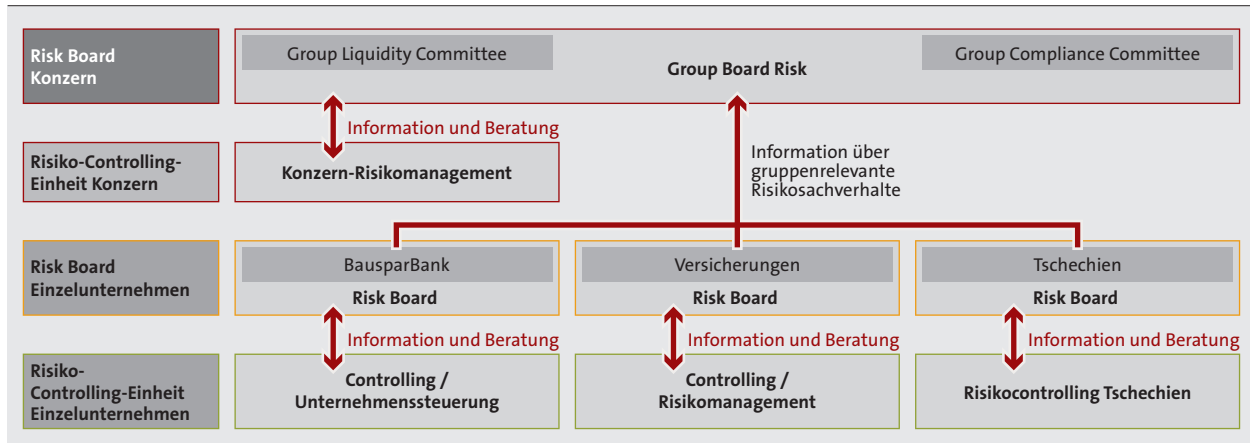 Risk Board
Konzern
Group Liquidity Committee
Group Board Risk
Group Compliance Committee
Information und Beratung
Risiko-Controlling-
Einheit Konzern
Konzern-Risikomanagement
Information über
gruppenrelevante
Risikosachverhalte
Risk Board
Einzelunternehmen
BausparBank
Risk Board
Versicherungen
Risk Board
Tschechien
Risk Board
Information und Beratung
Information und Beratung
Information und Beratung
Risiko-
Controlling-Einheit
Einzelunternehmen
Controlling /
Unternehmenssteuerung
Controlling /
Risikomanagement
Risikocontrolling Tschechien